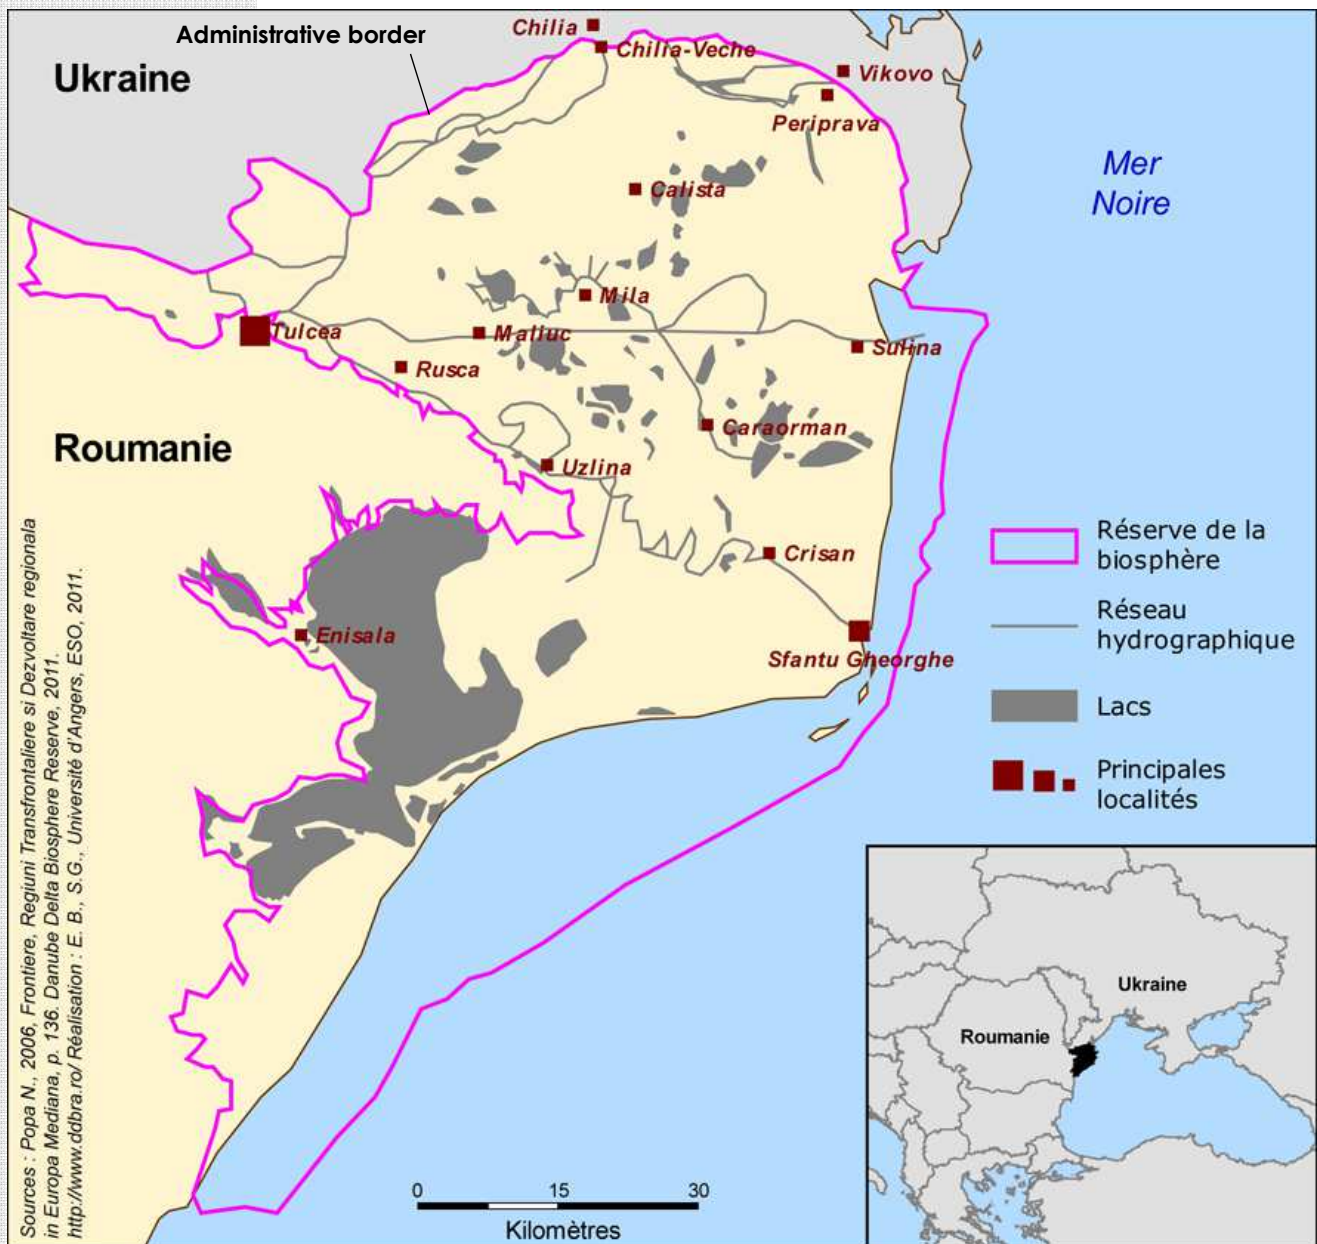 Administrative border
Ukraine
Chilia
Chilia-Veche
Vikovo
Periprava
Mer
Noire
Calista
Mila
Tulcea
Malluc
Sulina
Rusca
Roumanie
Caraorman
Uzlina
Crisan
Enisala
Sfantu Gheorghe
Réserve de la
biosphère
Réseau
hydrographique
Lacs
Principales
localités
Ukraine
Roumanie
0 15 30
Kilomètres
Sources : Popa N., 2006, Frontiere, Regiuni Transfrontaliere si Dezvoltare regionala
in Europa Mediana, p. 136. Danube Delta Biosphere Reserve, 2011.
http://www.ddbra.ro/ Réalisation : E. B., S.G., Université d'Angers, ESO, 2011.